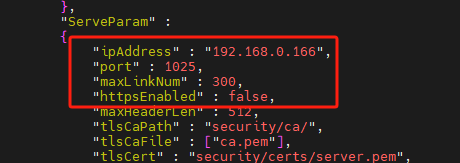 },
"ServeParam" :
{
"ipAddress" : "192.168.0.166",
"port" : 1025,
"maxLinkNum" : 300,
"httpsEnabled" : false,
"maxHeaderLen" : 512,
"tlsCaPath" : "security/ca/",
"tlsCaFile" : ["ca.pem"],
"tlsCert" : "security/certs/server.pem"